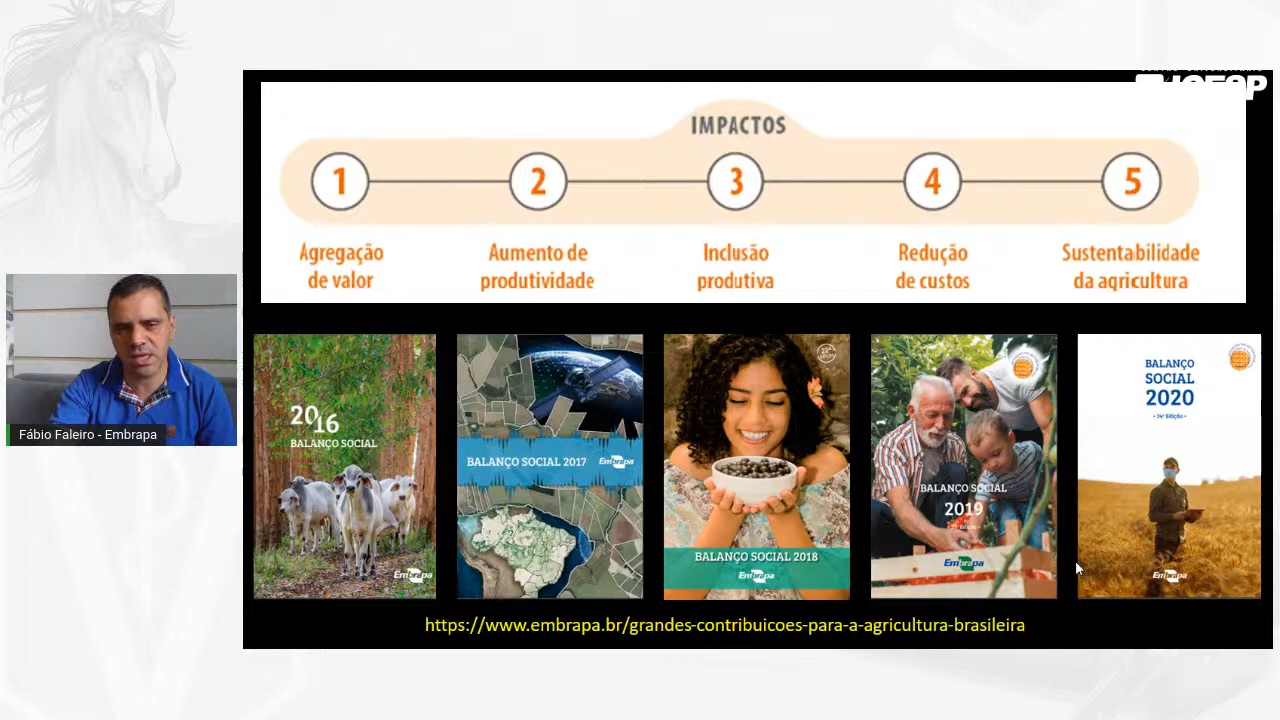 IMPACTOS
1
2
3
4
5
Agregação
de valor
Aumento de
produtividade
Inclusão
produtiva
Redução
de custos
Sustentabilidade
da agricultura
Fábio Faleiro - Embrapa
2016
BALANÇO SOCIAL
Embrapa
BALANÇO SOCIAL 2017
Embrapa
BALANÇO SOCIAL 2018
Embrapa
BALANÇO SOCIAL
2019
Embrapa
BALANÇO
SOCIAL
2020
Embrapa
https://www.embrapa.br/grandes-contribuicoes-para-a-agricultura-brasileira